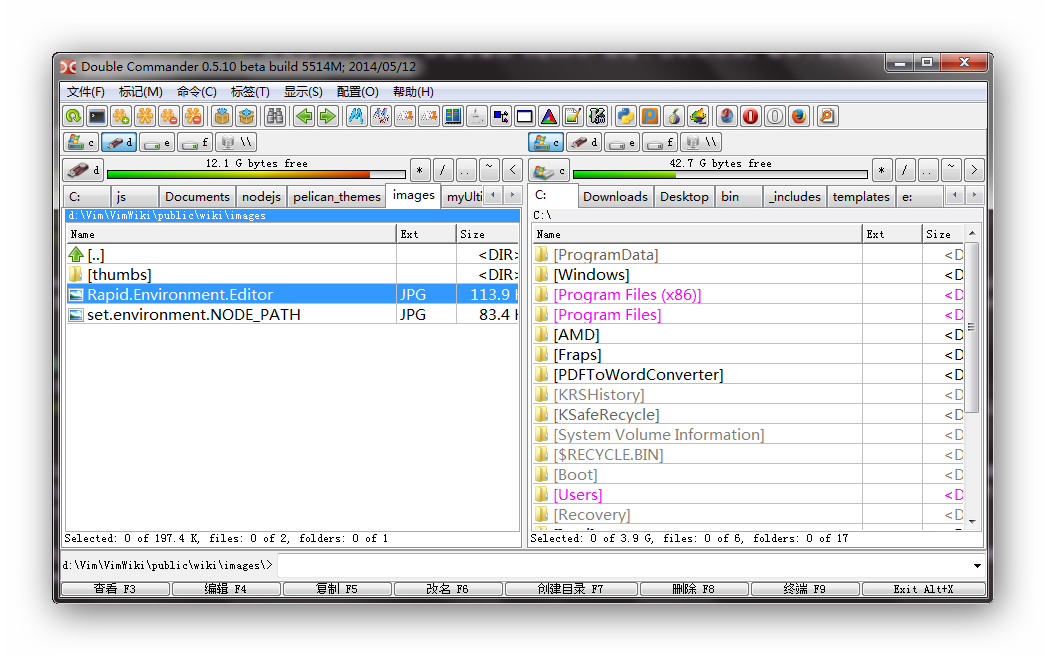 Double Commander 0.5.10 beta build 5514M; 2014/05/12
文件(F) 标记(M) 命令(C) 标签(T) 显示(S) 配置(O) 帮助(H)
c d e f \\ c d e f \\
d 12.1 G bytes free * / .. ~ < c 42.7 G bytes free * / .. ~ >
C: js Documents nodejs pelican_themes images myUlti C: Downloads Desktop bin _includes templates e:
d:\Vim\VimWiki\public\wiki\images C:\
Name Ext Size Name Ext Size
[..] <DIR> [ProgramData] <D
[thumbs] <DIR> [Windows] <D
Rapid.Environment.Editor JPG 113.9 [Program Files (x86)] <D
set.environment.NODE_PATH JPG 83.4 [Program Files] <D
[AMD] <D
[Fraps] <D
[PDFToWordConverter] <D
[KRSHistory] <D
[KSafeRecycle] <D
[System Volume Information] <D
[$RECYCLE.BIN] <D
[Boot] <D
[Users] <D
[Recovery] <D
Selected: 0 of 197.4 K, files: 0 of 2, folders: 0 of 1 Selected: 0 of 3.9 G, files: 0 of 6, folders: 0 of 17
d:\Vim\VimWiki\public\wiki\images\>
查看 F3 编辑 F4 复制 F5 改名 F6 创建目录 F7 删除 F8 终端 F9 Exit Alt+X